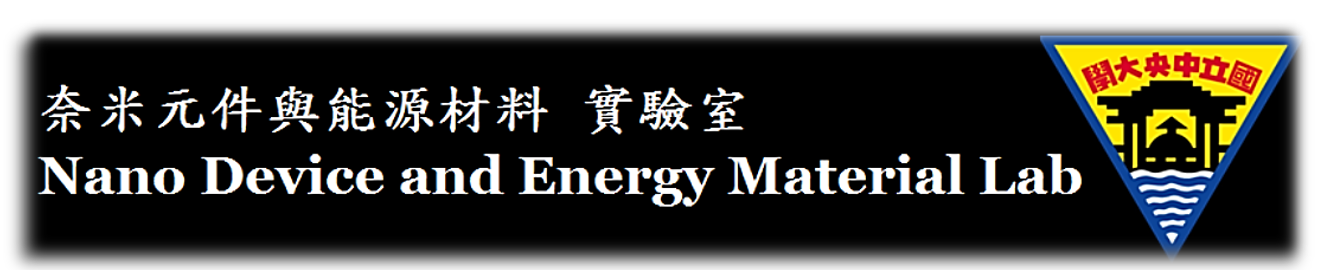 奈米元件與能源材料 實驗室
Nano Device and Energy Material Lab
國立中央大學